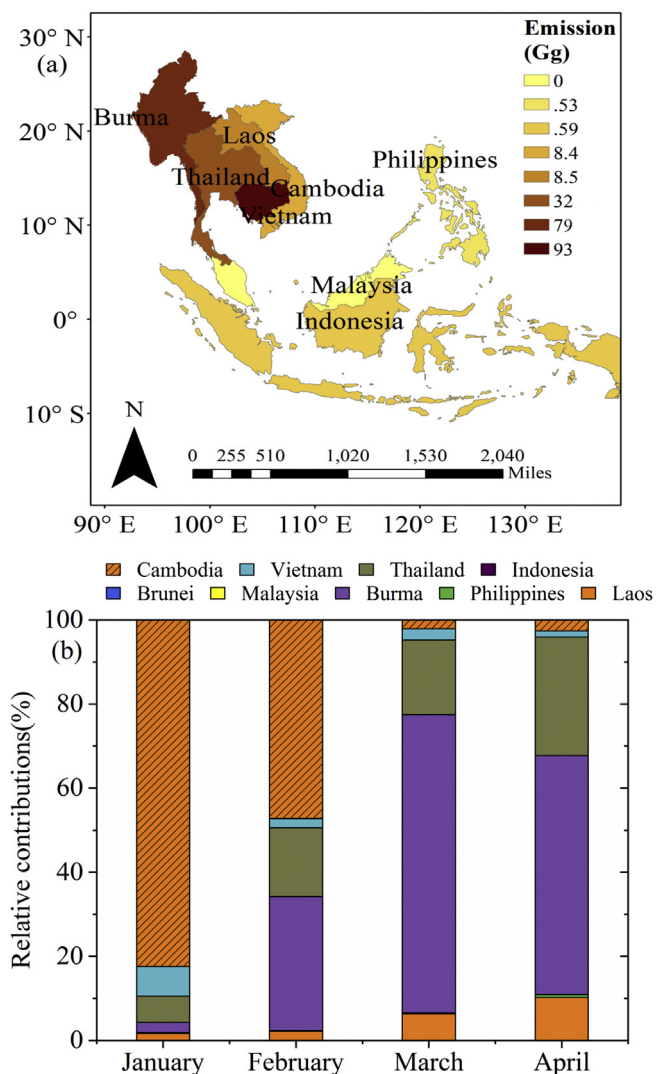 30° N
(a)
20° N
10° N
0°
10° S
Emission
(Gg)
0
.53
.59
8.4
8.5
32
79
93
Burma
Laos
Thailand
Cambodia
Vietnam
Philippines
Malaysia
Indonesia
N
0 255 510 1,020 1,530 2,040
Miles
90° E 100° E 110° E 120° E 130° E
Cambodia Vietnam Thailand Indonesia
Brunei Malaysia Burma Philippines Laos
(b)
Relative contributions(%)
100
80
60
40
20
0
January February March April